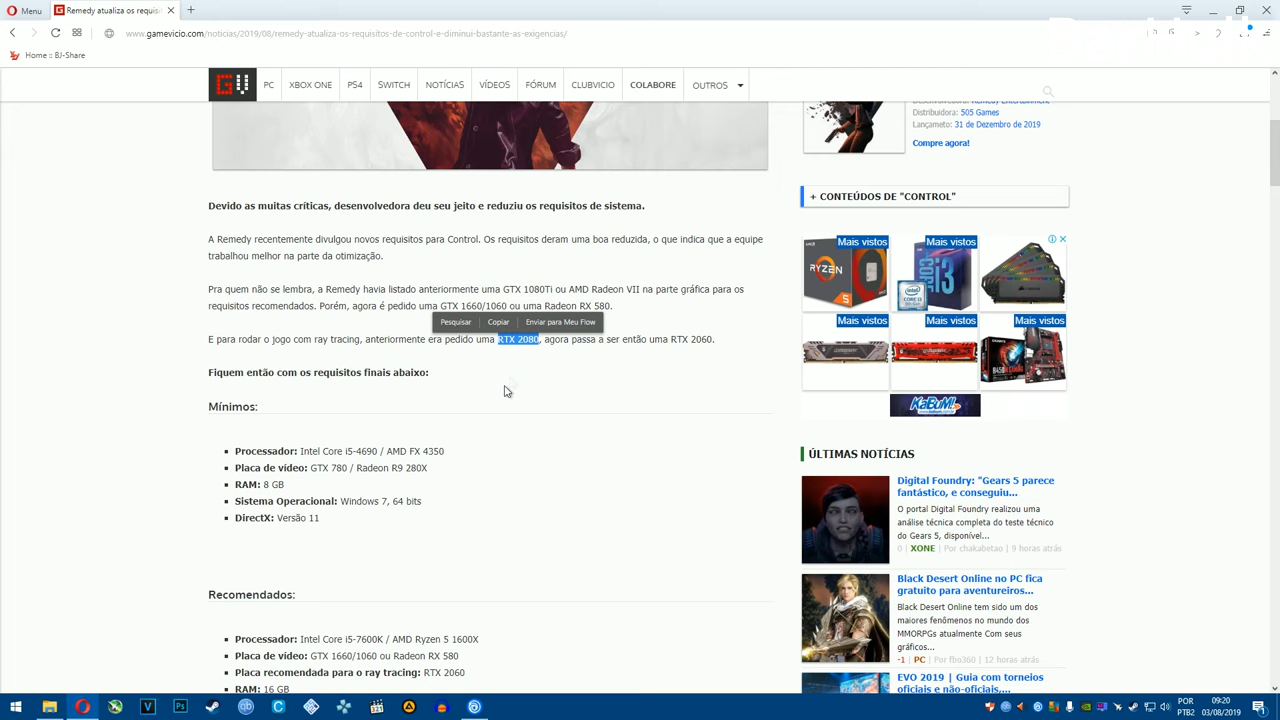 Menu
Remedy atualiza os requisit
www.gamevicio.com/noticias/2019/08/remedy-atualiza-os-requisitos-de-control-e-diminui-bastante-as-exigencias/
Home :: BJ-Share
GV PC XBOX ONE PS4 SWITCH NOTÍCIAS VÍDEOS FÓRUM CLUBVICIO COLABORE OUTROS
Desenvolvedora: Remedy Entertainment
Distribuidora: 505 Games
Lançameto: 31 de Dezembro de 2019
Compre agora!
Devido as muitas críticas, desenvolvedora deu seu jeito e reduziu os requisitos de sistema.
A Remedy recentemente divulgou novos requisitos para Control. Os requisitos deram uma boa reduzida, o que indica que a equipe
trabalhou melhor na parte da otimização.
Pra quem não se lembra, a Remedy havia listado anteriormente uma GTX 1080Ti ou AMD Radeon VII na parte gráfica para os
requisitos recomendados. Porém, agora é pedido uma GTX 1660/1060 ou uma Radeon RX 580.
Pesquisar Copiar Enviar para Meu Flow
E para rodar o jogo com ray tracing, anteriormente era pedido uma RTX 2080, agora passa a ser então uma RTX 2060.
Fiquem então com os requisitos finais abaixo:
Mínimos:
Processador: Intel Core i5-4690 / AMD FX 4350
Placa de vídeo: GTX 780 / Radeon R9 280X
RAM: 8 GB
Sistema Operacional: Windows 7, 64 bits
DirectX: Versão 11
Recomendados:
Processador: Intel Core i5-7600K / AMD Ryzen 5 1600X
Placa de vídeo: GTX 1660/1060 ou Radeon RX 580
Placa recomendada para o ray tracing: RTX 2060
RAM: 16 GB
+ CONTEÚDOS DE "CONTROL"
Mais vistos
Mais vistos
RYZEN
5
CORE i3
Mais vistos
Mais vistos
Mais vistos
KaBuM!
ÚLTIMAS NOTÍCIAS
Digital Foundry: "Gears 5 parece
fantástico, e conseguiu...
O portal Digital Foundry realizou uma
análise técnica completa do teste técnico
do Gears 5, disponível...
0 | XONE | Por chakabetao | 9 horas atrás
Black Desert Online no PC fica
gratuito para aventureiros...
Black Desert Online tem sido um dos
maiores fenômenos no mundo dos
MMORPGs atualmente Com seus
gráficos...
-1 | PC | Por fbo360 | 12 horas atrás
EVO 2019 | Guia com torneios
oficiais e não-oficiais,...
POR
PTB2
09:20
03/08/2019